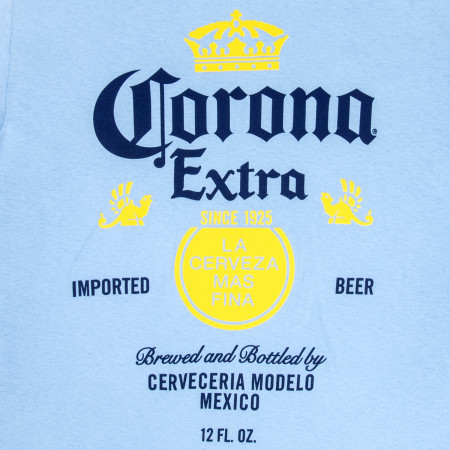 Corona®
Extra
SINCE 1925
LA
CERVEZA
MAS
FINA
IMPORTED BEER
Brewed and Bottled by
CERVECERIA MODELO
MEXICO
12 FL. OZ.